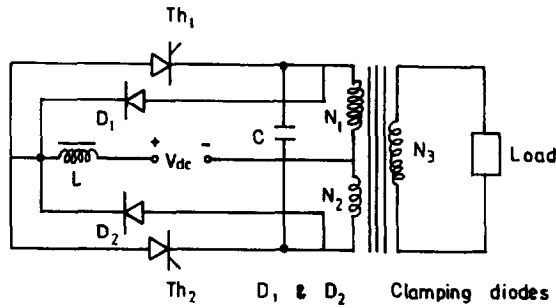 Th1
D1
N1
+ Vdc -
C
N3
Load
L
N2
D2
Th2
D1 & D2 Clamping diodes